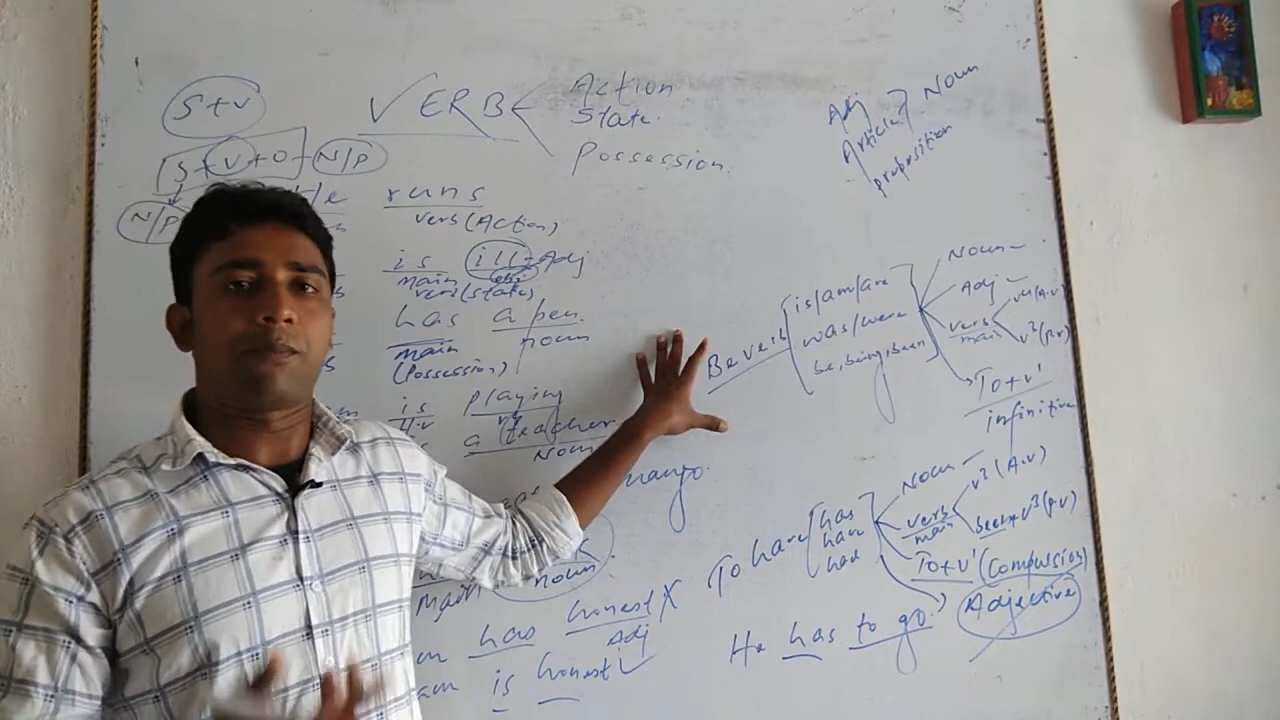 S+V
VERB
Action
State.
Possession.
S+V+O
N/P
N/P
Adj
Article
preposition
Noun
runs
verb (Action)
is ill - Adj
main
verb (State)
has a pen.
main noun
(Possession)
is playing
H.V
a teacher
Noun
mango.
main noun
has honest X
Adj
is honest ✓
Be verb
is/am/are
was/were
be, being, been
Noun -
Adj -
verb
main
v4 (A.v)
v3 (P.v)
To+v1
infinitive
To have
has
have
had
Noun -
verb
main
v3 (A.v)
been+v3 (P.v)
To+v1 (Compulsion)
Adjective
He has to go.